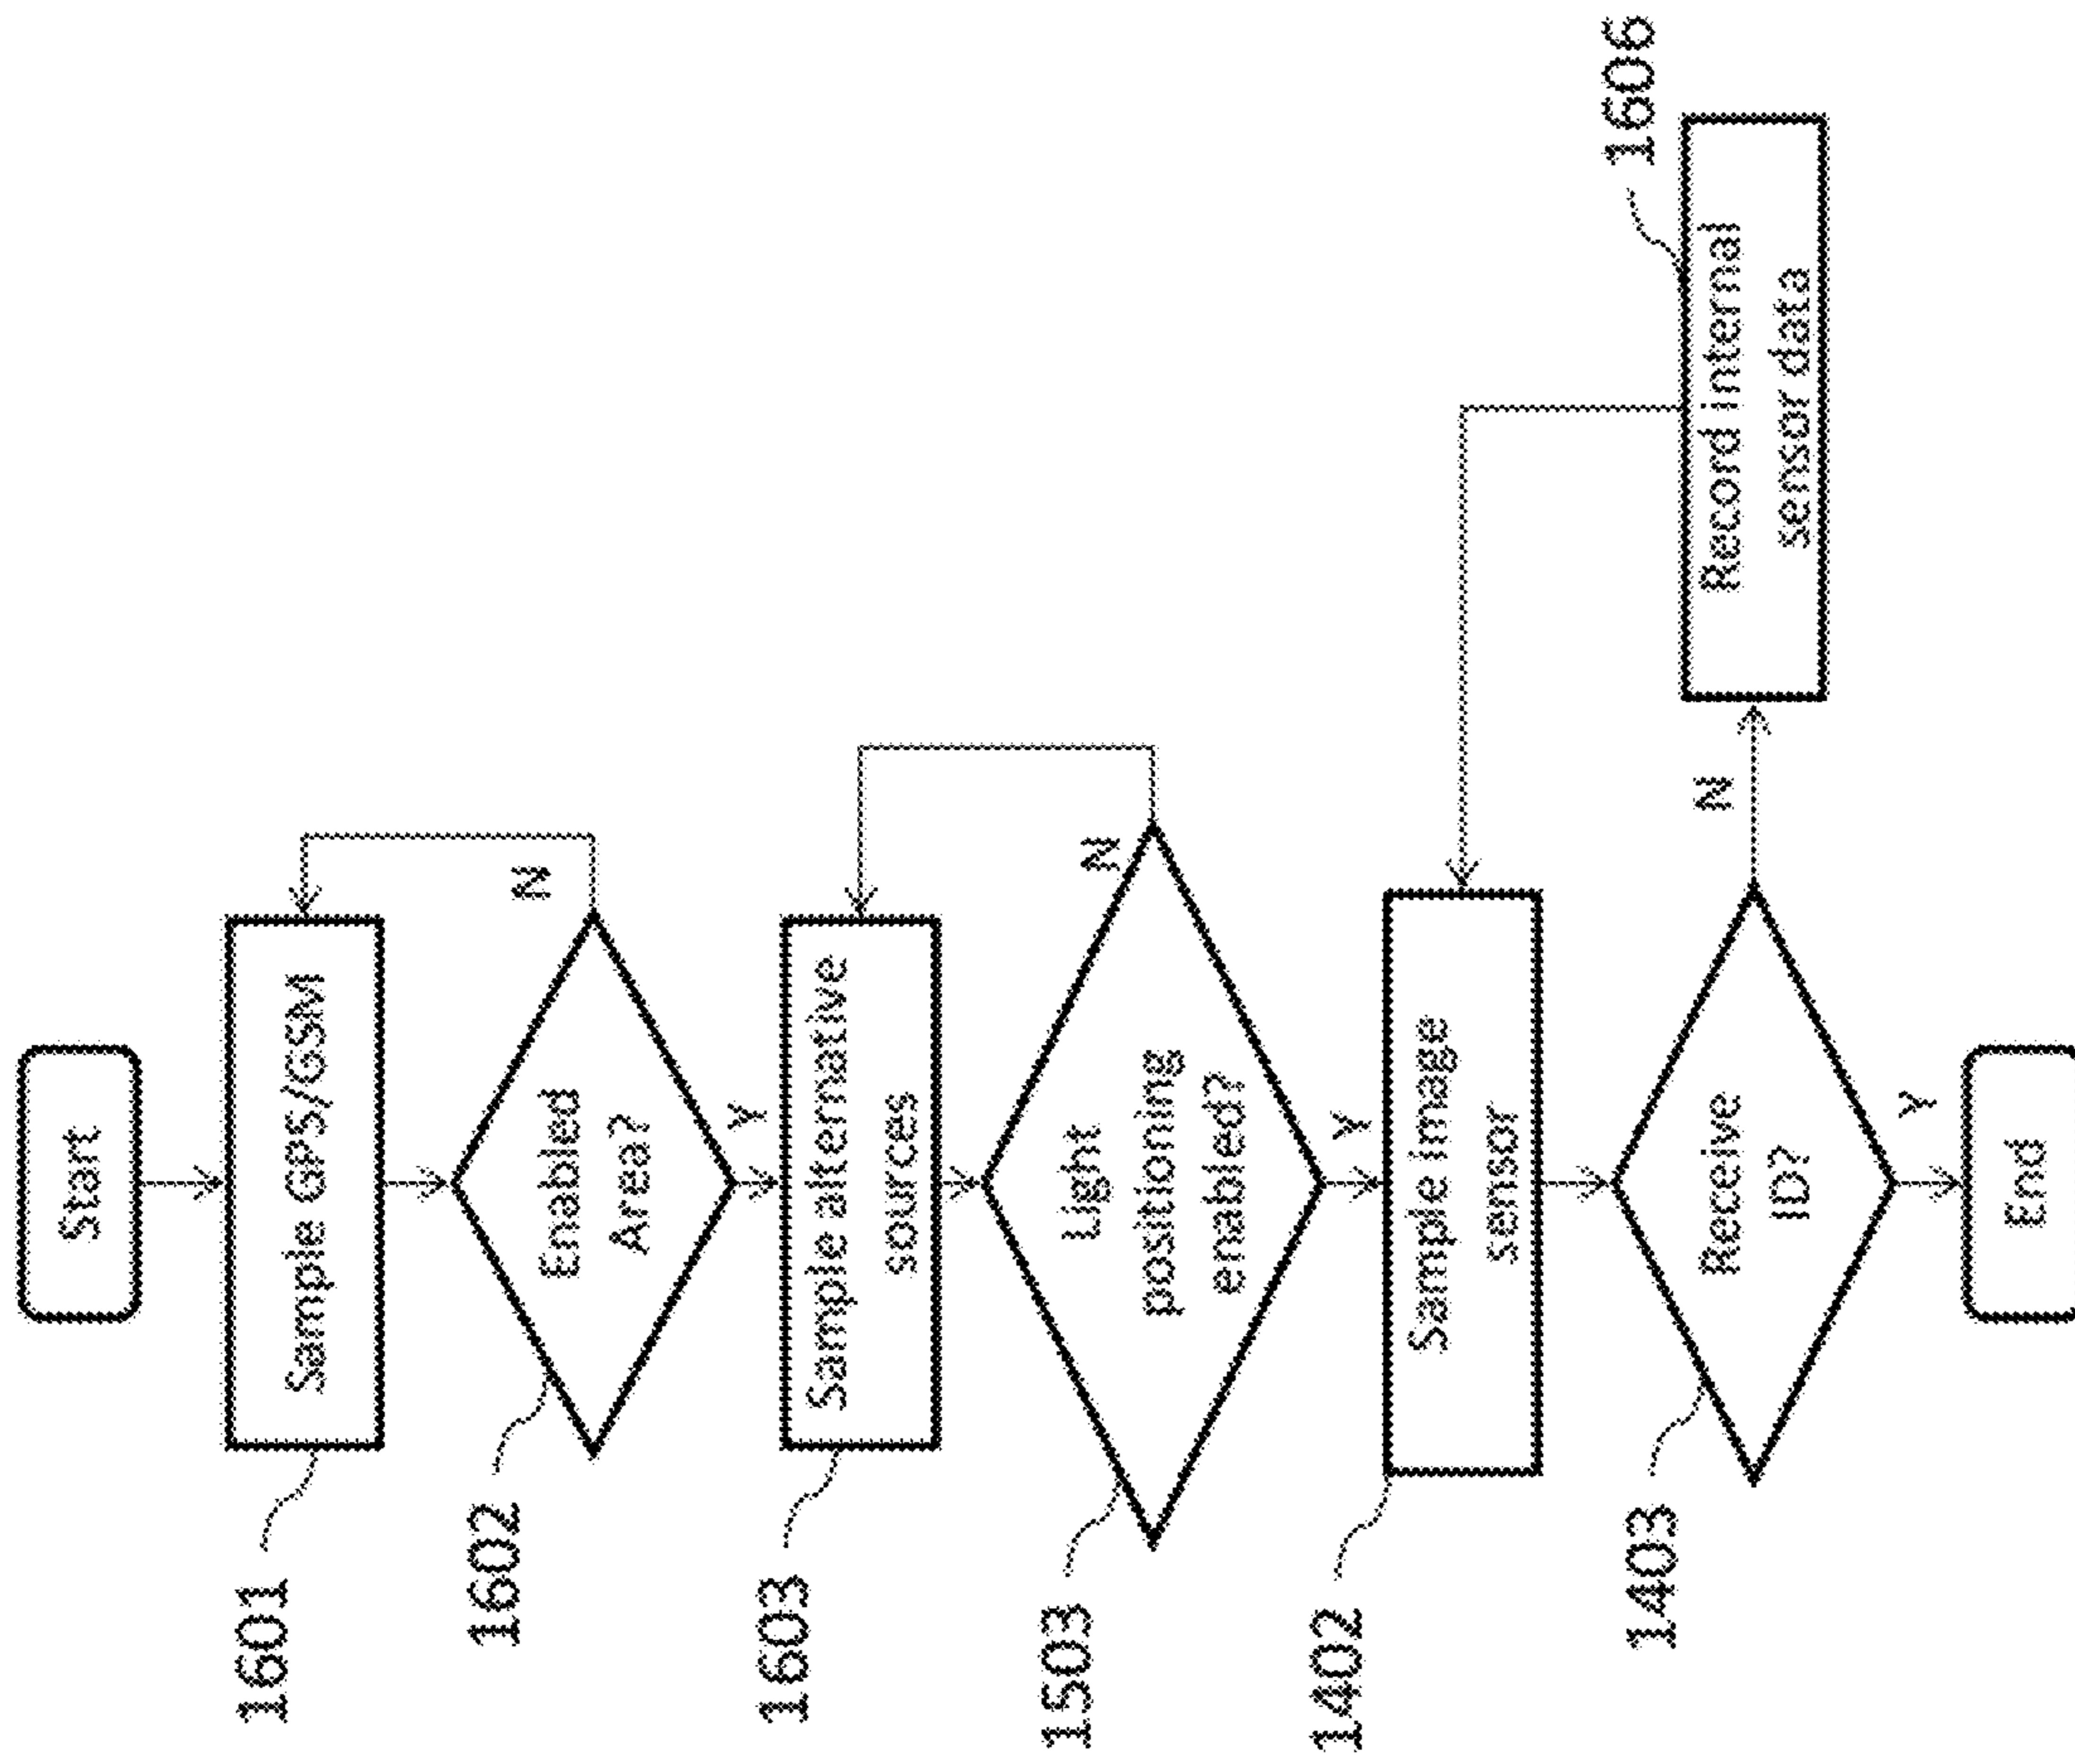 Start
1601
Sample GPS/GSM
1602
Enabled
Area?
N
Y
1603
Sample alternative
sources
1503
Light
positioning
enabled?
N
Y
1402
Sample image
sensor
1403
Receive
ID?
N
Y
1606
Record internal
sensor data
End